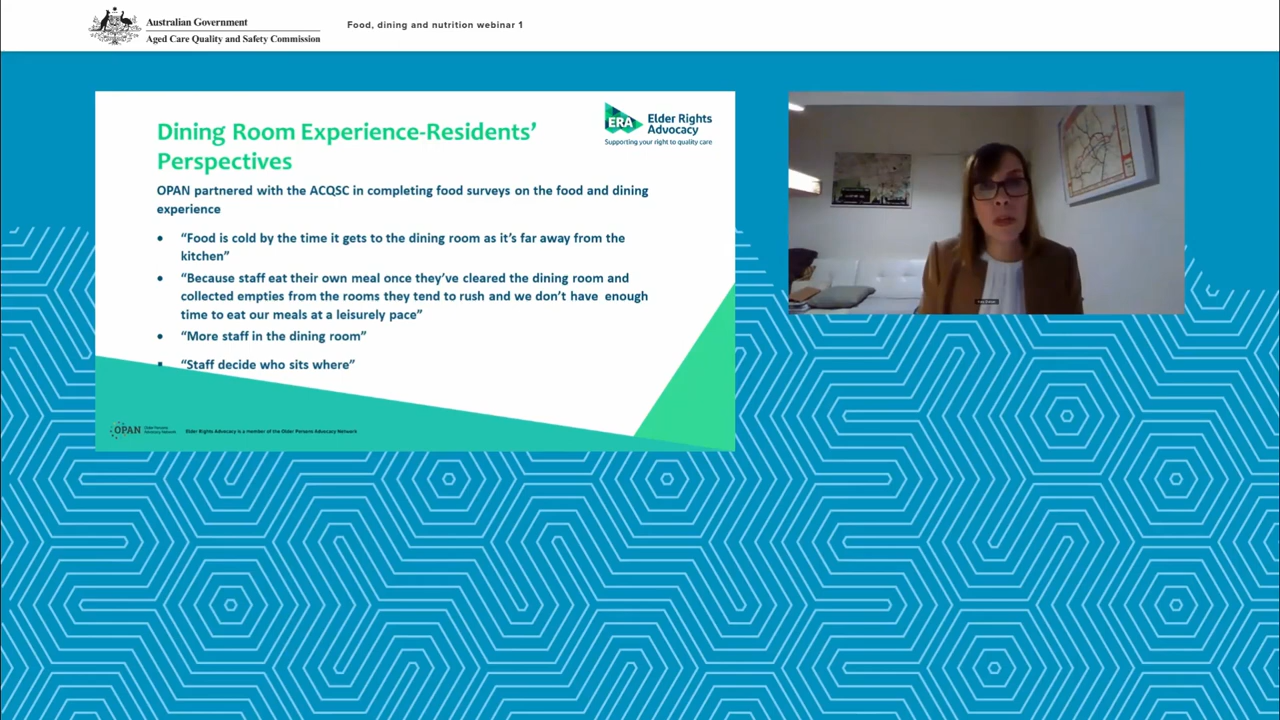 Australian Government
Aged Care Quality and Safety Commission
Food, dining and nutrition webinar 1
Dining Room Experience-Residents’
Perspectives
ERA
Elder Rights
Advocacy
Supporting your right to quality care
OPAN partnered with the ACQSC in completing food surveys on the food and dining
experience
• “Food is cold by the time it gets to the dining room as it’s far away from the
kitchen”
• “Because staff eat their own meal once they’ve cleared the dining room and
collected empties from the rooms they tend to rush and we don’t have enough
time to eat our meals at a leisurely pace”
• “More staff in the dining room”
• “Staff decide who sits where”
OPAN
Older Persons
Advocacy Network
Elder Rights Advocacy is a member of the Older Persons Advocacy Network